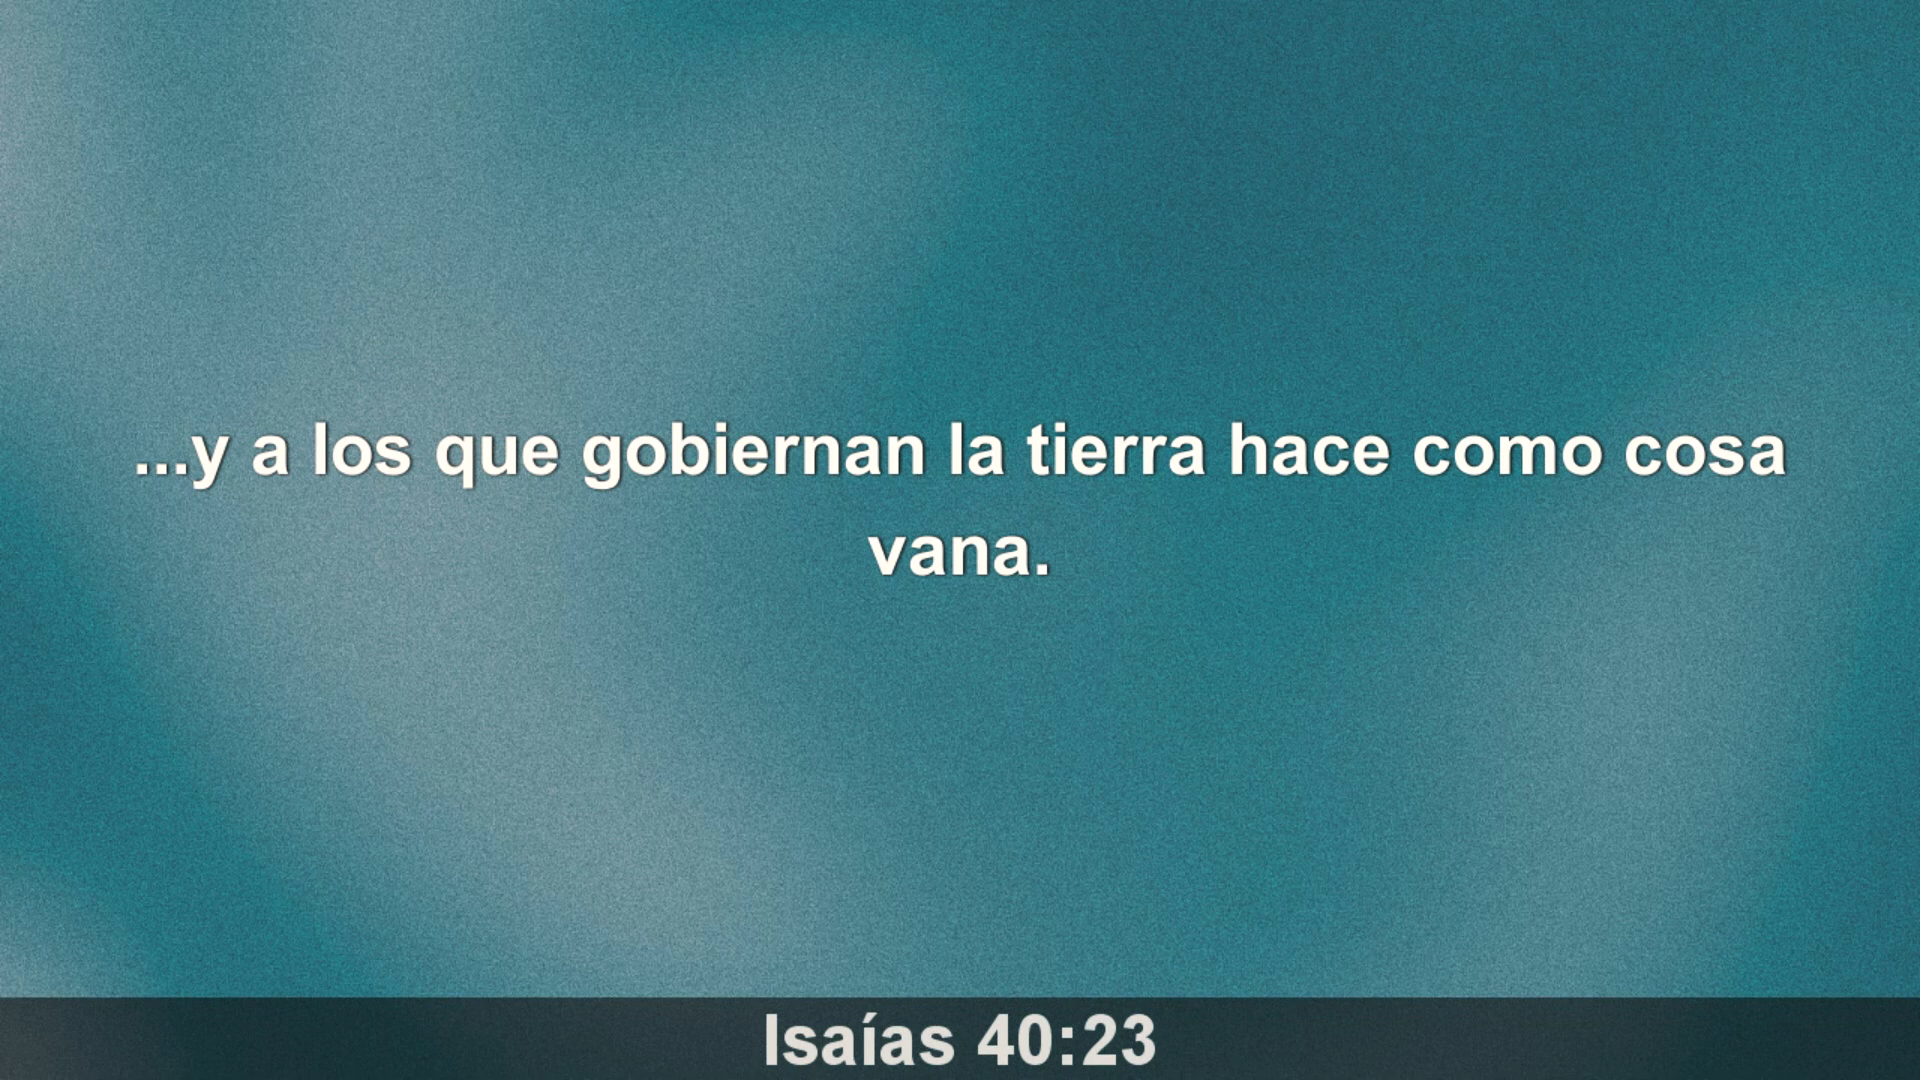 ...y a los que gobiernan la tierra hace como cosa
vana.
Isaías 40:23